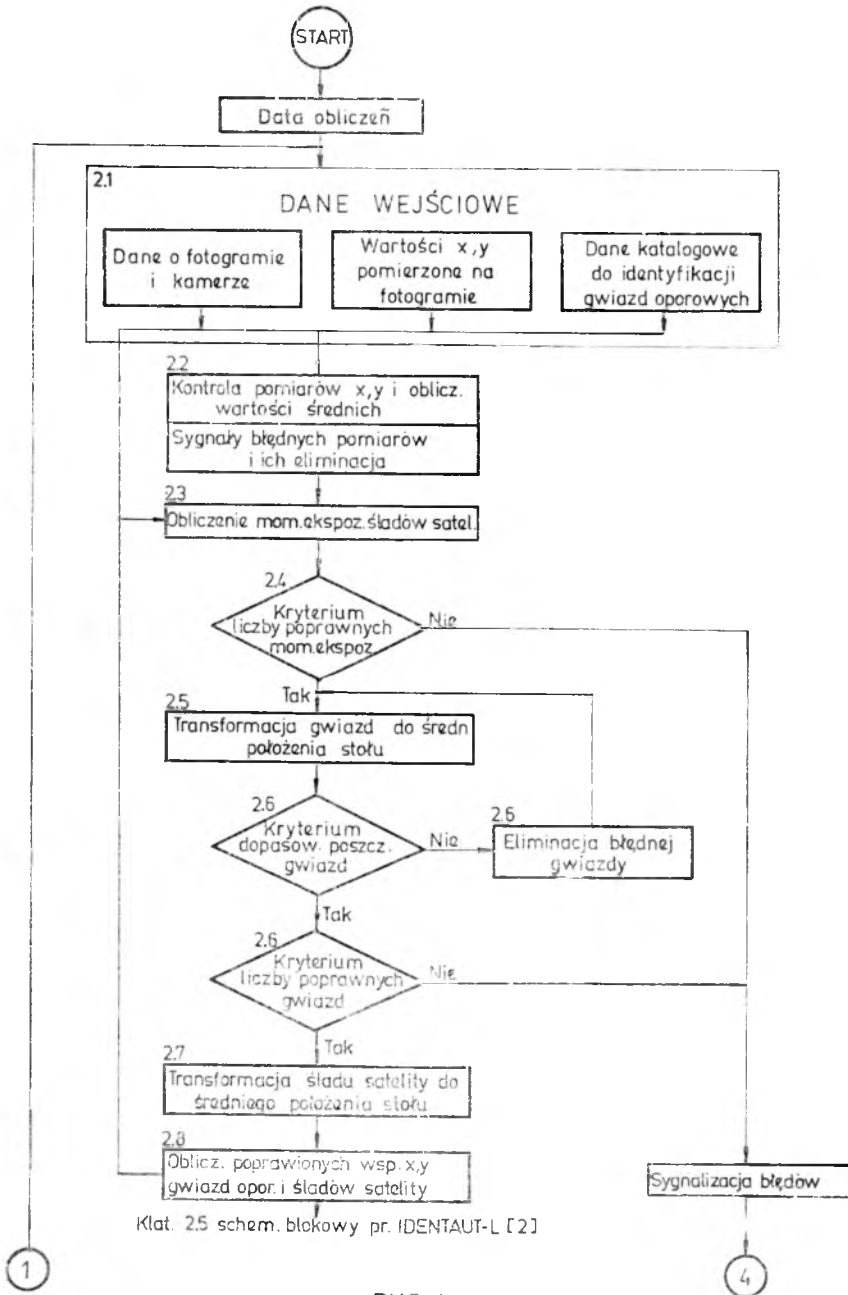 START
Data obliczeń
2.1
DANE WEJŚCIOWE
Dane o fotogramie
i kamerze
Wartości x,y
pomierzone na
fotogramie
Dane katalogowe
do identyfikacji
gwiazd oporowych
2.2
Kontrola pomiarów x,y i oblicz.
wartości średnich
Sygnały błędnych pomiarów
i ich eliminacja
2.3
Obliczenie mom.ekspoz.śladów satel.
2.4
Kryterium
liczby poprawnych
mom.ekspoz.
Nie
Tak
2.5
Transformacja gwiazd do średn
położenia stołu
2.6
Kryterium
dopasow. poszcz.
gwiazd
Nie
2.6
Eliminacja błędnej
gwiazdy
Tak
2.6
Kryterium
liczby poprawnych
gwiazd
Nie
Tak
2.7
Transformacja śladu satelity do
średniego położenia stołu
2.8
Oblicz. poprawionych wsp.x,y
gwiazd opor. i śladów satelity
Sygnalizacja błędów
Klat. 2.5 schem. blokowy pr. IDENTAUT-L [2]
1
4